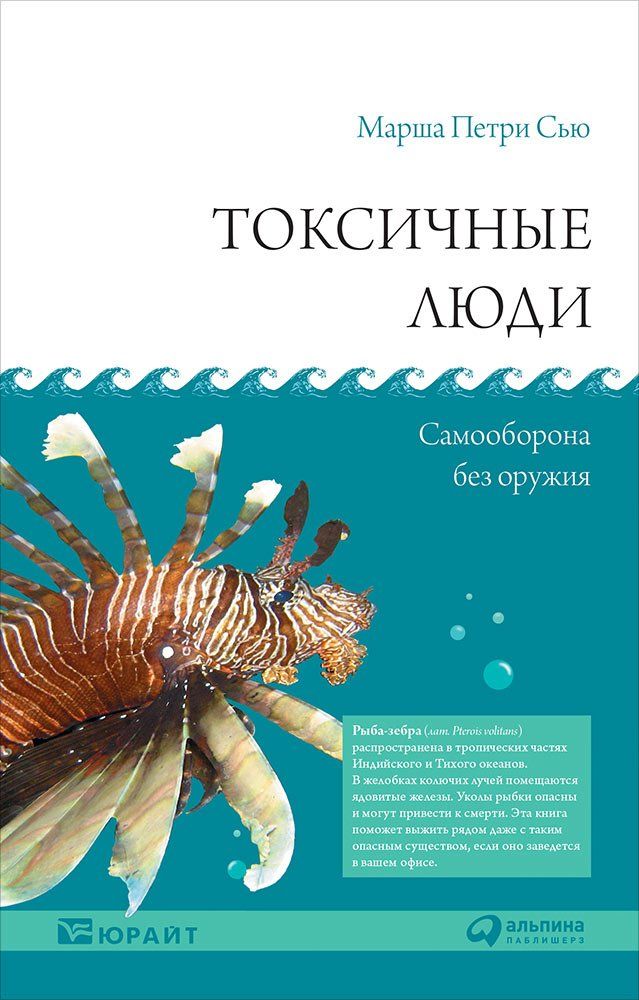 Марша Петри Сью
ТОКСИЧНЫЕ
ЛЮДИ
Самооборона
без оружия
Рыба-зебра (лат. Pterois volitans)
распространена в тропических частях
Индийского и Тихого океанов.
В желобках колючих лучей помещаются
ядовитые железы. Уколы рыбки опасны
и могут привести к смерти. Эта книга
поможет выжить рядом даже с таким
опасным существом, если оно заведется
в вашем офисе.
ЮРАЙТ
АЛЬПИНА
ПАБЛИШЕРЗ